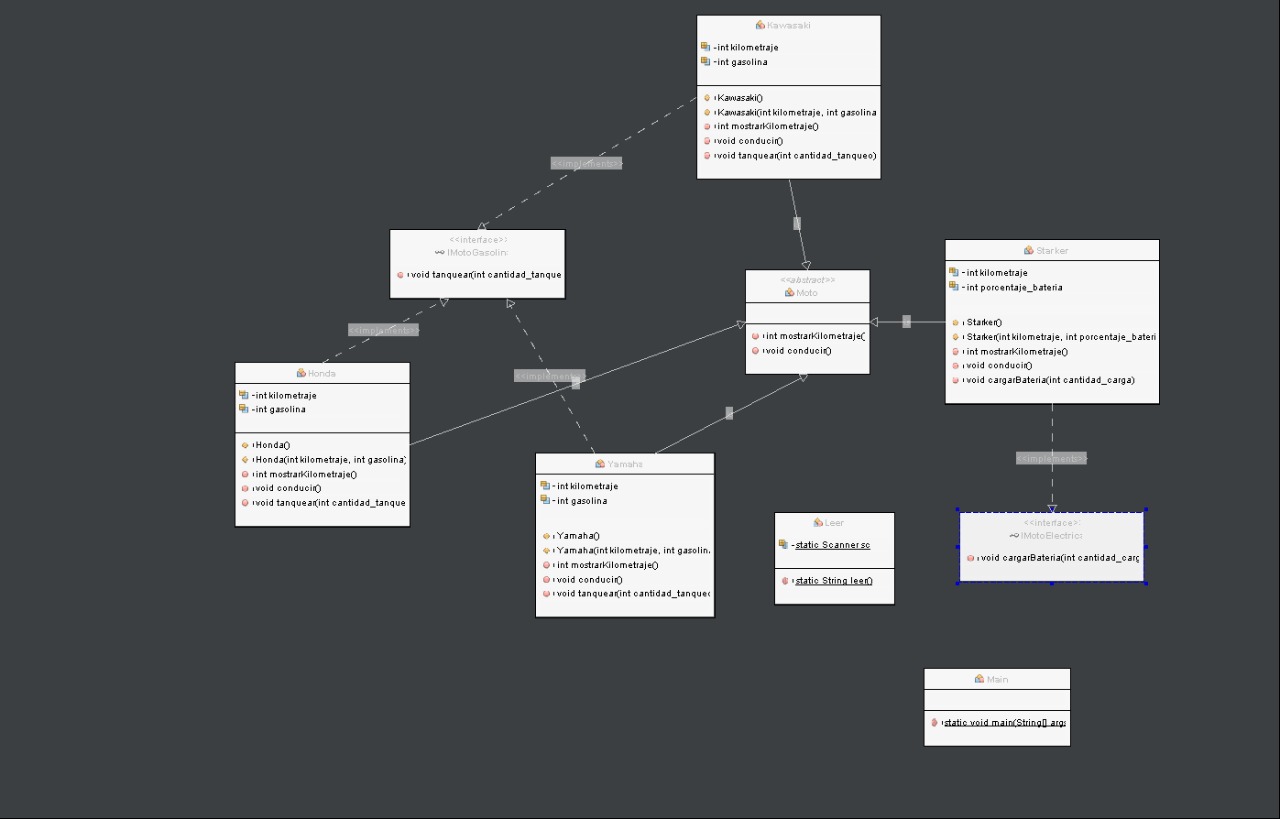 Kawasaki
-int kilometraje
-int gasolina
Kawasaki()
Kawasaki(int kilometraje, int gasolina
int mostrarKilometraje()
void conducir()
void tanquear(int cantidad_tanqueo)
<<implements>>
<<interface>>
IMotoGasolin
void tanquear(int cantidad_tanque
<<abstract>>
Moto
int mostrarKilometraje(
void conducir()
Starker
-int kilometraje
-int porcentaje_bateria
Starker()
Starker(int kilometraje, int porcentaje_bateri
int mostrarKilometraje()
void conducir()
void cargarBateria(int cantidad_carga)
<<implements>>
Honda
-int kilometraje
-int gasolina
Honda()
Honda(int kilometraje, int gasolina)
int mostrarKilometraje()
void conducir()
void tanquear(int cantidad_tanque
<<implements>>
Yamaha
-int kilometraje
-int gasolina
Yamaha()
Yamaha(int kilometraje, int gasolin
int mostrarKilometraje()
void conducir()
void tanquear(int cantidad_tanqueo
<<implements>>
Leer
-static Scanner sc
static String leer()
<<interface>>
IMotoElectric
void cargarBateria(int cantidad_carg
Main
static void main(String[] args